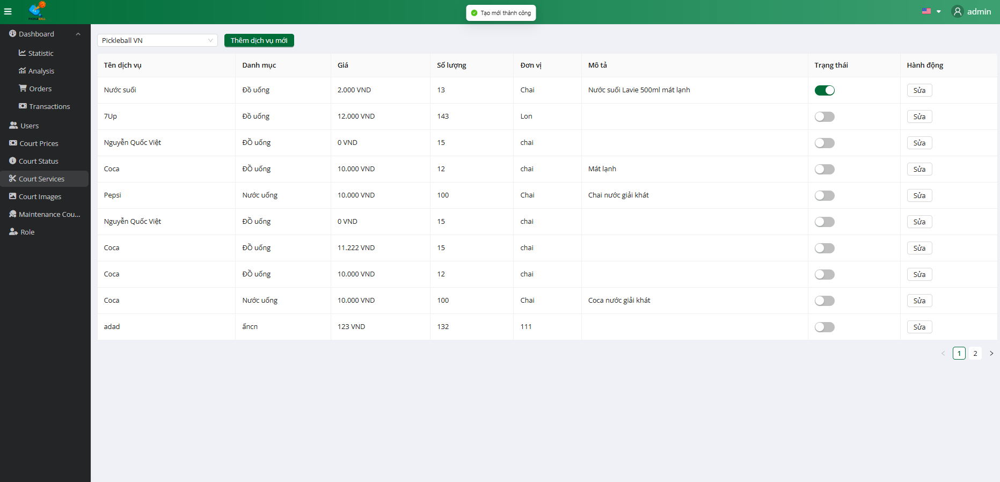 PICKLEBALL
Tạo mới thành công
admin
Dashboard
Statistic
Analysis
Orders
Transactions
Users
Court Prices
Court Status
Court Services
Court Images
Maintenance Cou...
Role
Pickleball VN
Thêm dịch vụ mới
Tên dịch vụ Danh mục Giá Số lượng Đơn vị Mô tả Trạng thái Hành động
Nước suối Đồ uống 2.000 VND 13 Chai Nước suối Lavie 500ml mát lạnh Sửa
7Up Đồ uống 12.000 VND 143 Lon Sửa
Nguyễn Quốc Việt ĐỒ uống 0 VND 15 chai Sửa
Coca ĐỒ uống 10.000 VND 12 chai Mát lạnh Sửa
Pepsi Nước uống 10.000 VND 100 Chai Chai nước giải khát Sửa
Nguyễn Quốc Việt ĐỒ uống 0 VND 15 chai Sửa
Coca ĐỒ uống 11.222 VND 15 chai Sửa
Coca ĐỒ uống 10.000 VND 12 chai Sửa
Coca Nước uống 10.000 VND 100 Chai Coca nước giải khát Sửa
adad ấncn 123 VND 132 111 Sửa
1 2